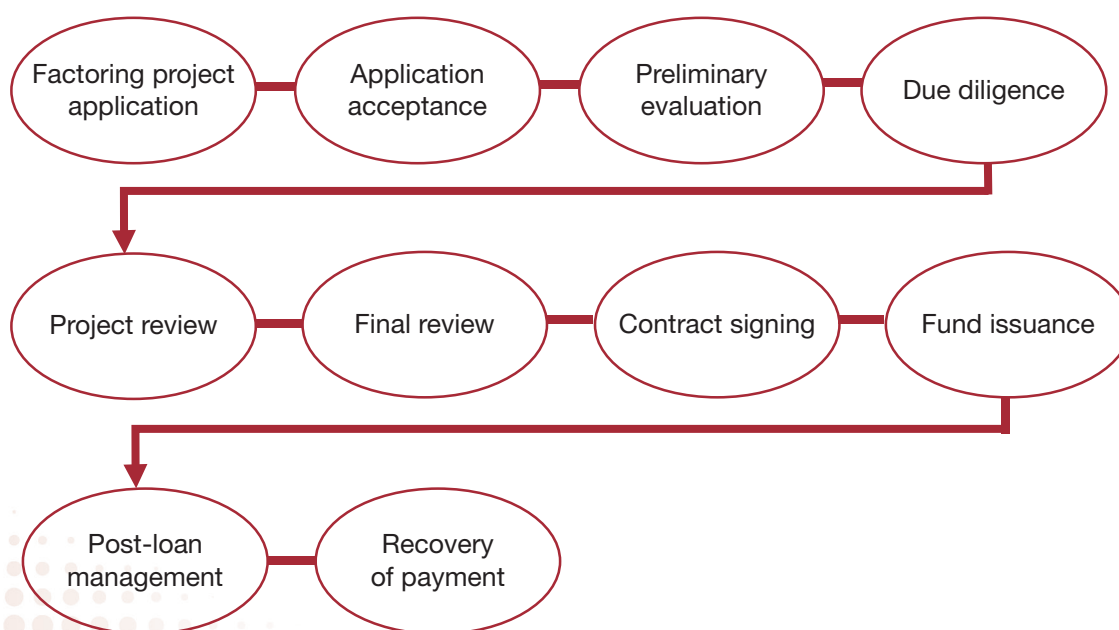 Factoring project
application
Application
acceptance
Preliminary
evaluation
Due diligence
Project review
Final review
Contract signing
Fund issuance
Post-loan
management
Recovery
of payment